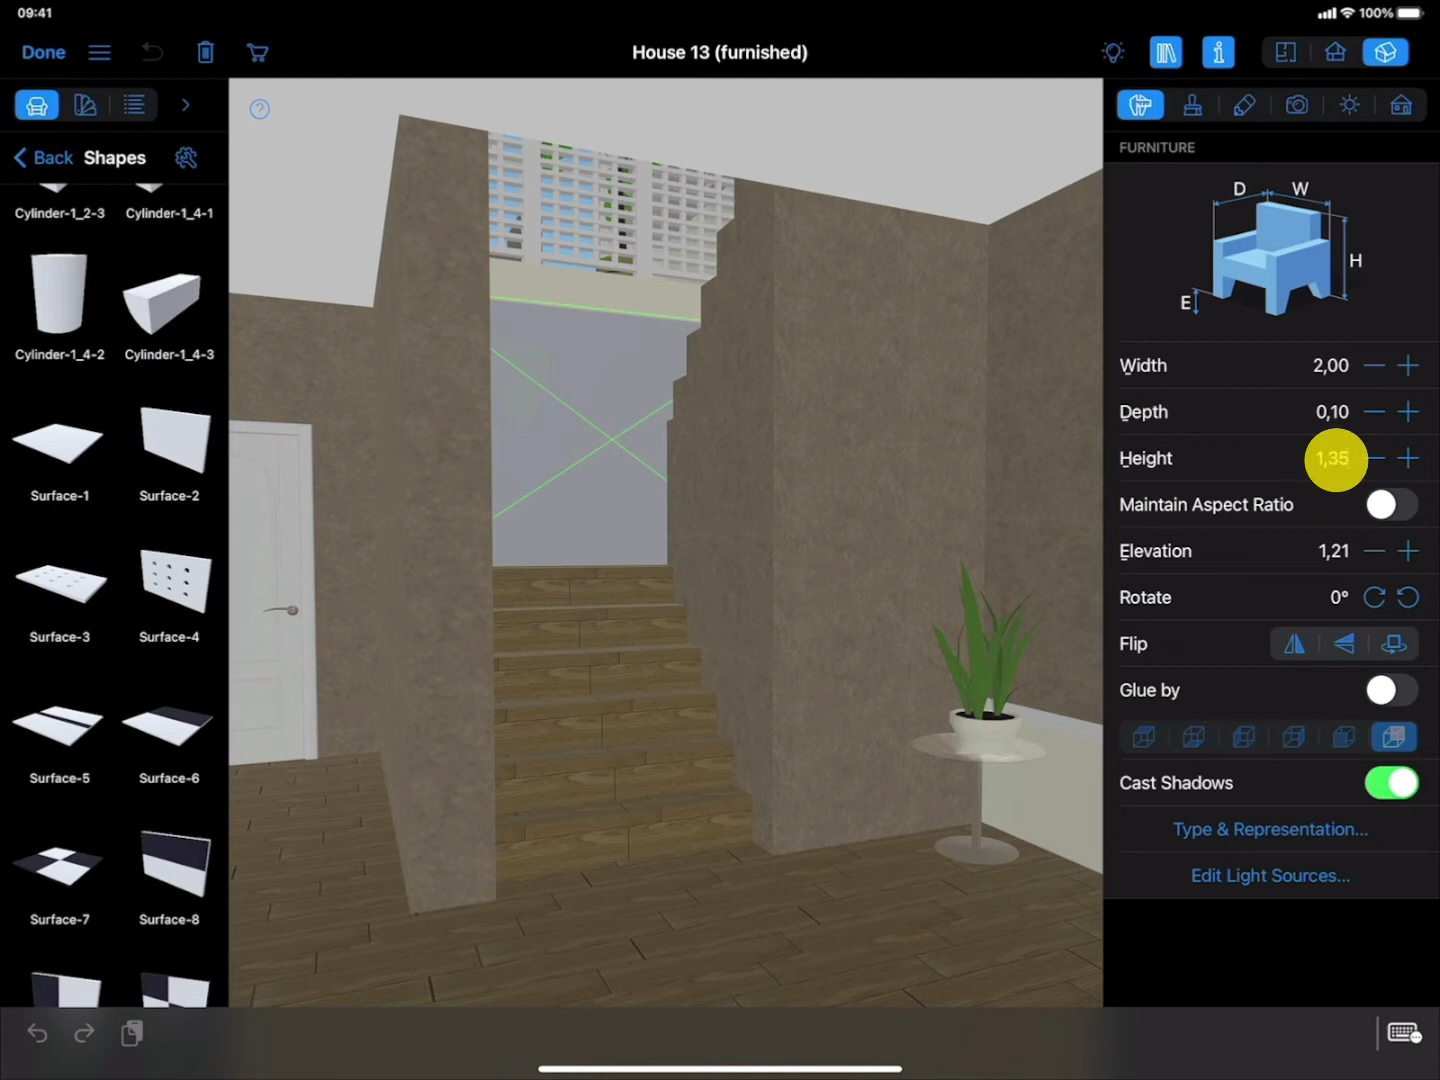 09:41
100%
Done
House 13 (furnished)
Back Shapes
FURNITURE
Cylinder-1_2-3
Cylinder-1_4-1
Cylinder-1_4-2
Cylinder-1_4-3
Surface-1
Surface-2
Surface-3
Surface-4
Surface-5
Surface-6
Surface-7
Surface-8
?
D
W
H
E
Width 2,00
Depth 0,10
Height 1,35
Maintain Aspect Ratio
Elevation 1,21
Rotate 0°
Flip
Glue by
Cast Shadows
Type & Representation...
Edit Light Sources...